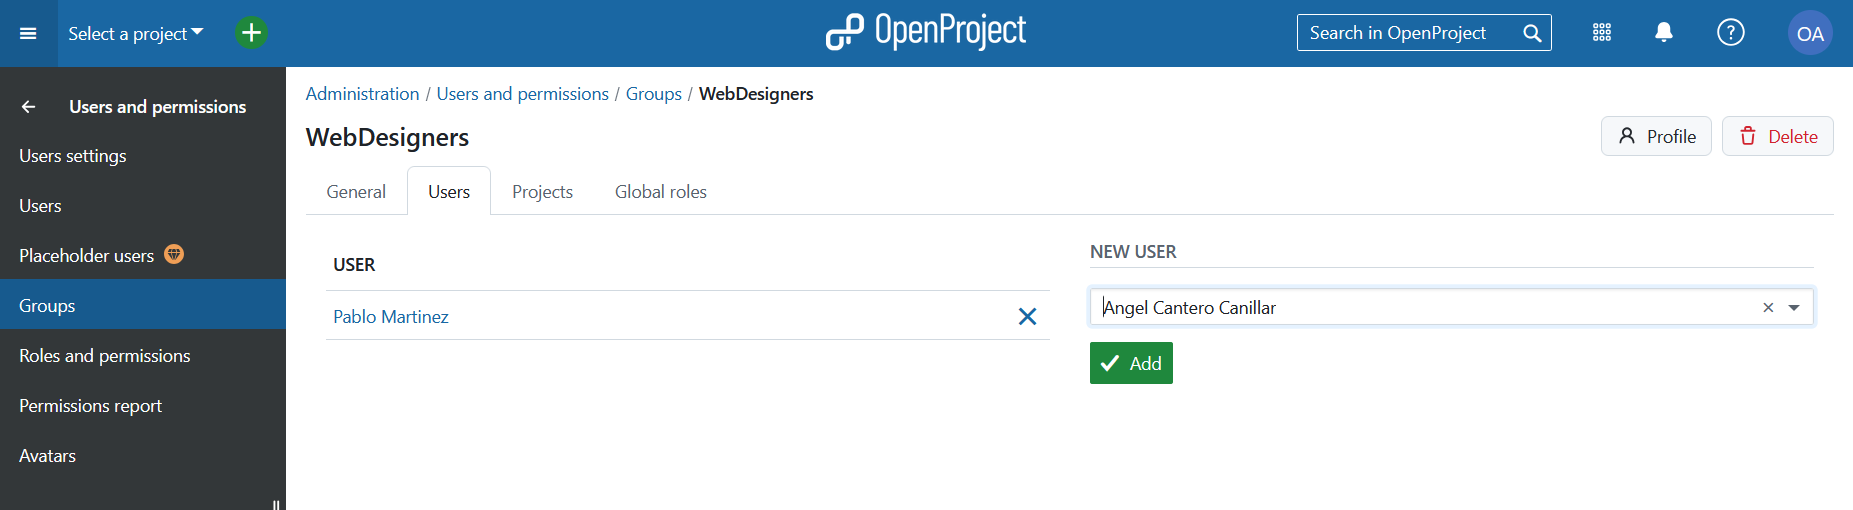 Select a project
OpenProject
Search in OpenProject
OA
Users and permissions
Users settings
Users
Placeholder users
Groups
Roles and permissions
Permissions report
Avatars
Administration / Users and permissions / Groups / WebDesigners
WebDesigners
Profile
Delete
General
Users
Projects
Global roles
USER
Pablo Martinez
NEW USER
Angel Cantero Canillar
Add